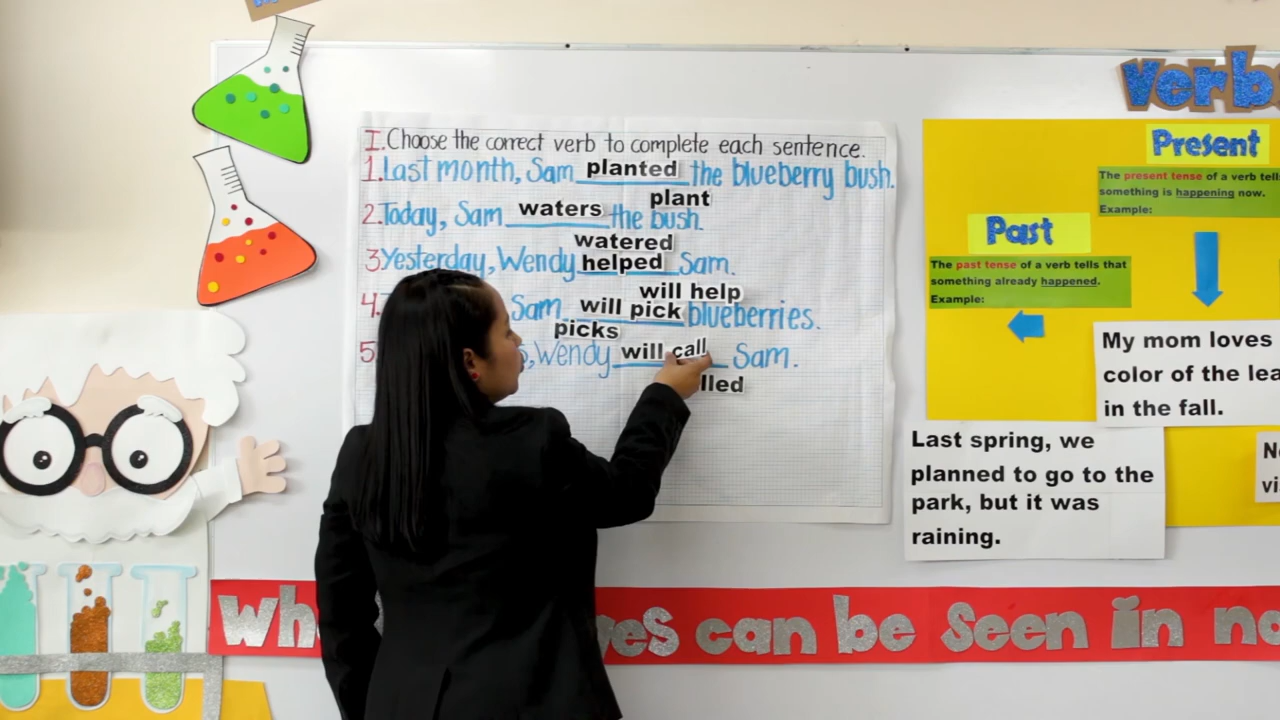 I. Choose the correct verb to complete each sentence.
1. Last month, Sam planted the blueberry bush.
plant
2. Today, Sam waters the bush.
watered
3. Yesterday, Wendy helped Sam.
will help
4. Sam will pick blueberries.
picks
5. , Wendy will call Sam.
Verb
Present
The present tense of a verb tells
something is happening now.
Example:
Past
The past tense of a verb tells that
something already happened.
Example:
My mom loves
color of the
in the fall.
Last spring, we
planned to go to the
park, but it was
raining.
can be seen in